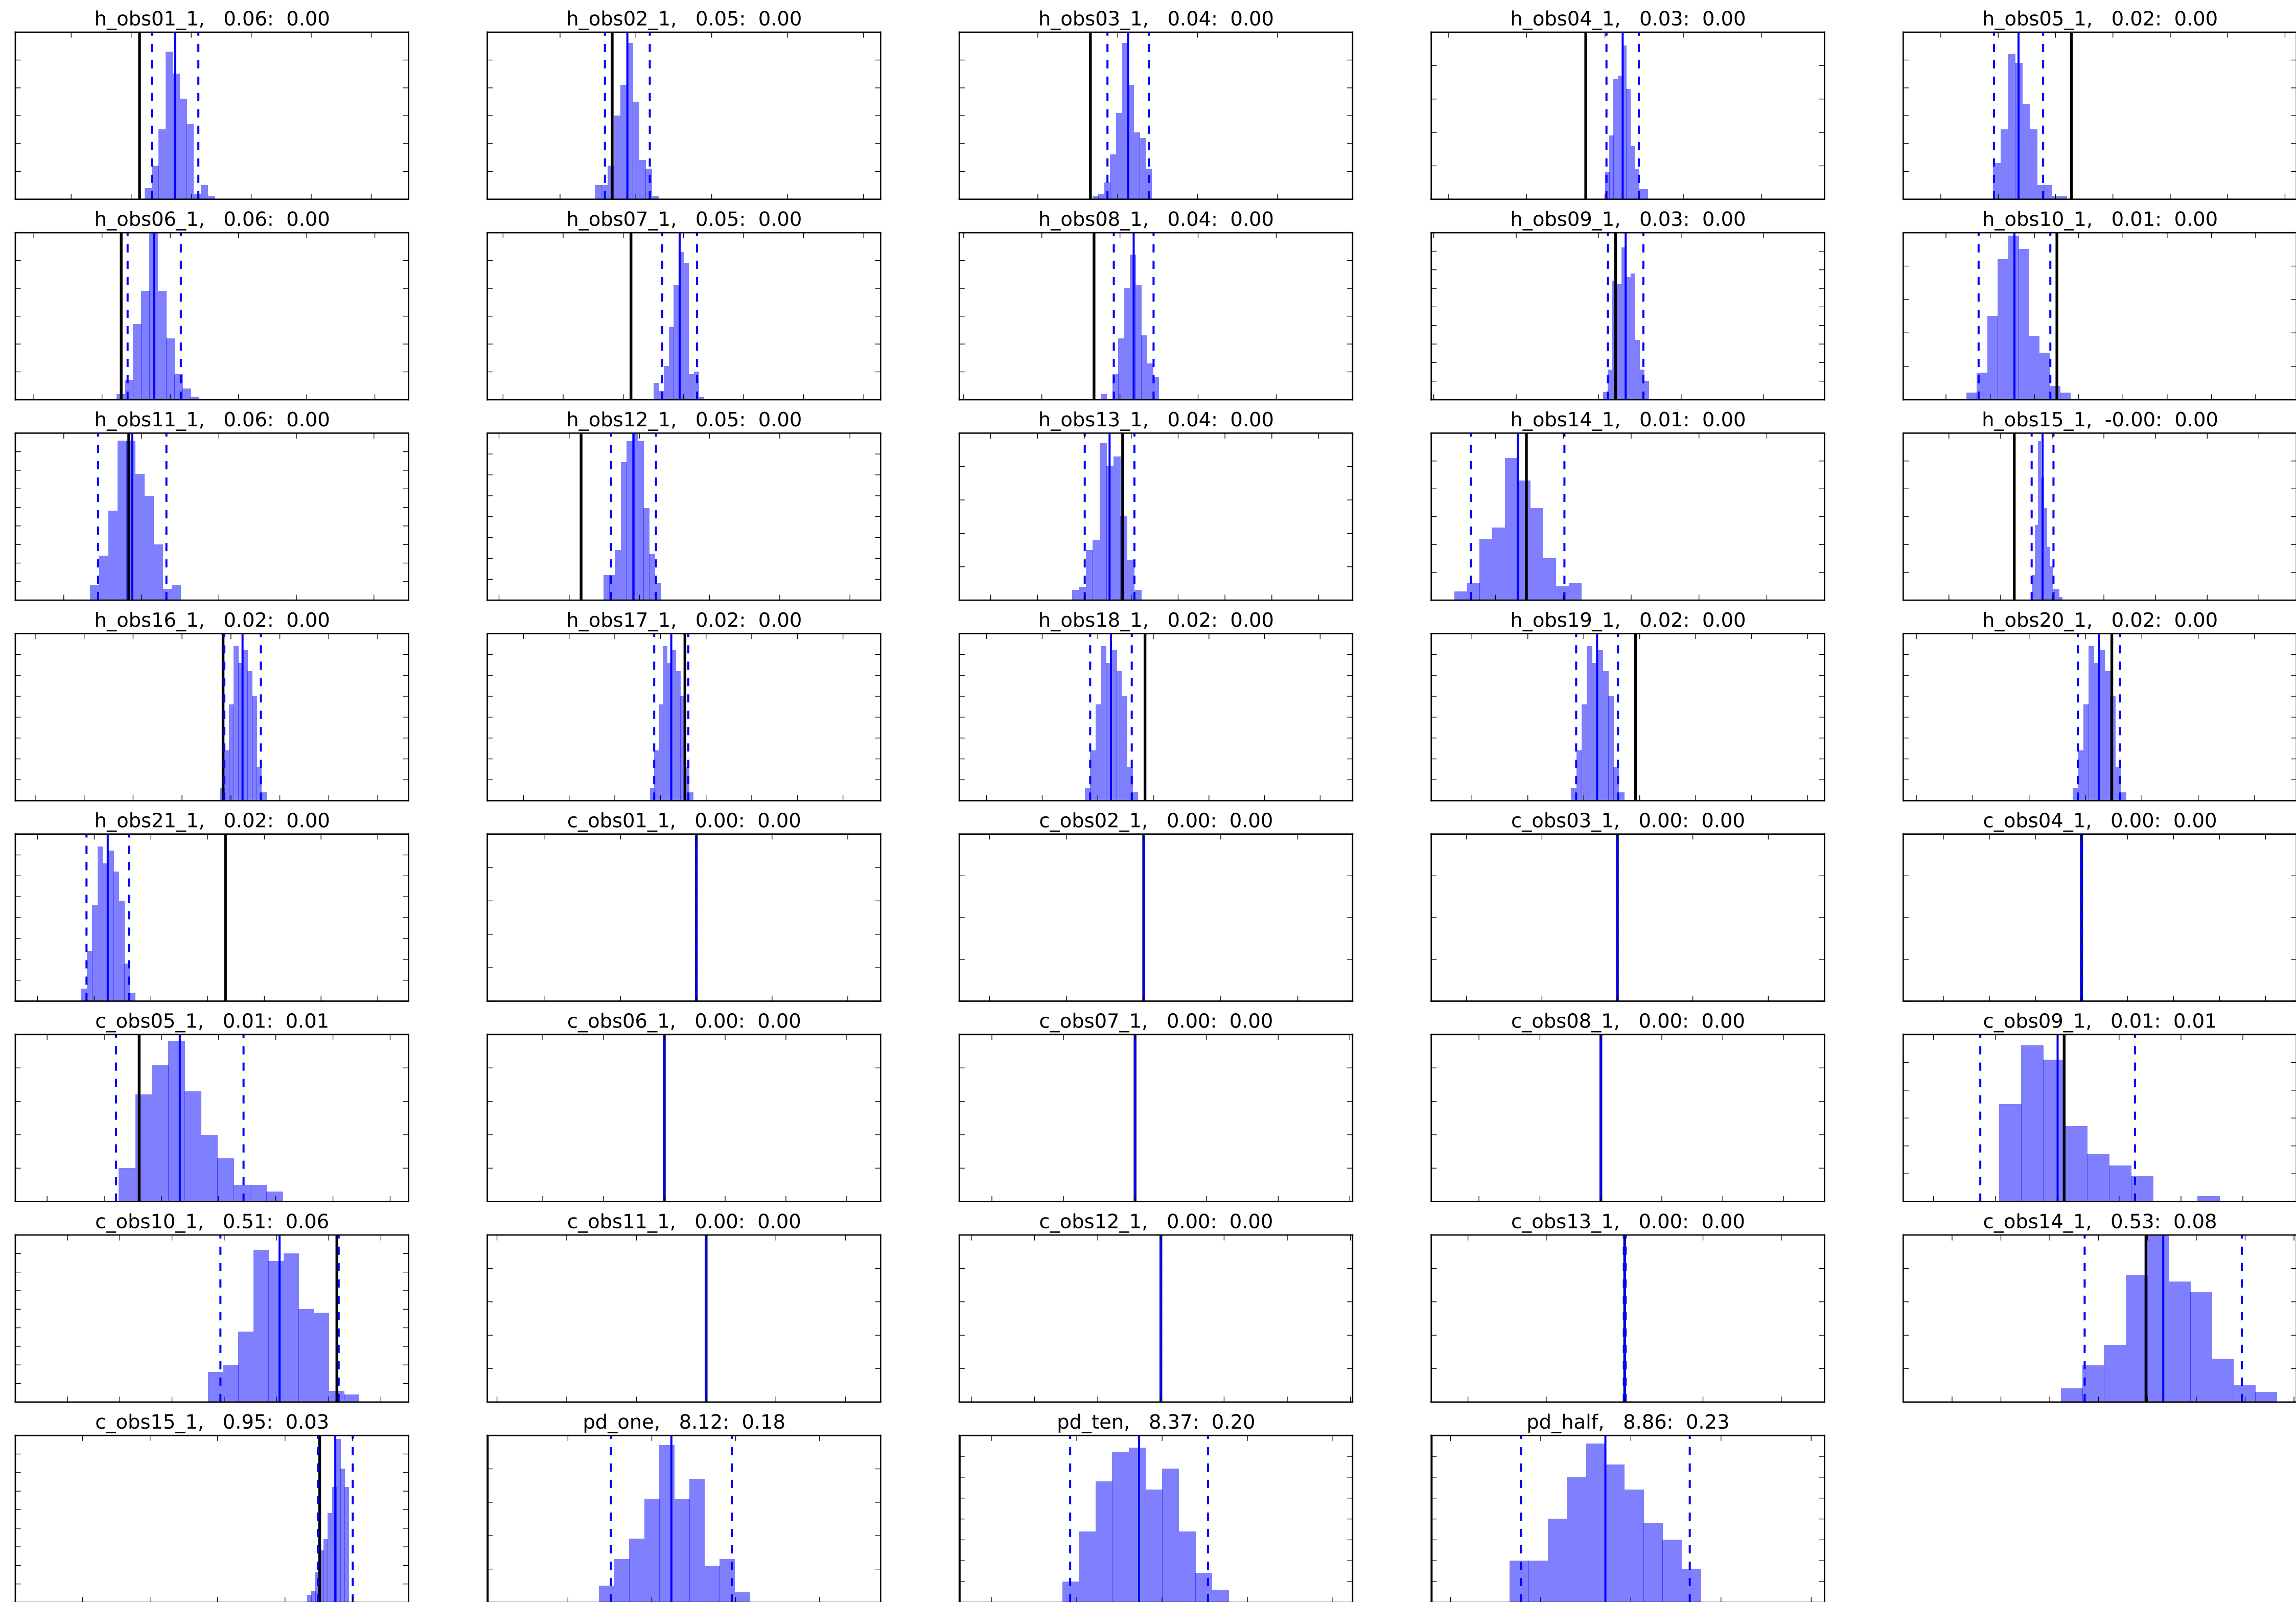 h_obs01_1, 0.06: 0.00
h_obs02_1, 0.05: 0.00
h_obs03_1, 0.04: 0.00
h_obs04_1, 0.03: 0.00
h_obs05_1, 0.02: 0.00
h_obs06_1, 0.06: 0.00
h_obs07_1, 0.05: 0.00
h_obs08_1, 0.04: 0.00
h_obs09_1, 0.03: 0.00
h_obs10_1, 0.01: 0.00
h_obs11_1, 0.06: 0.00
h_obs12_1, 0.05: 0.00
h_obs13_1, 0.04: 0.00
h_obs14_1, 0.01: 0.00
h_obs15_1, -0.00: 0.00
h_obs16_1, 0.02: 0.00
h_obs17_1, 0.02: 0.00
h_obs18_1, 0.02: 0.00
h_obs19_1, 0.02: 0.00
h_obs20_1, 0.02: 0.00
h_obs21_1, 0.02: 0.00
c_obs01_1, 0.00: 0.00
c_obs02_1, 0.00: 0.00
c_obs03_1, 0.00: 0.00
c_obs04_1, 0.00: 0.00
c_obs05_1, 0.01: 0.01
c_obs06_1, 0.00: 0.00
c_obs07_1, 0.00: 0.00
c_obs08_1, 0.00: 0.00
c_obs09_1, 0.01: 0.01
c_obs10_1, 0.51: 0.06
c_obs11_1, 0.00: 0.00
c_obs12_1, 0.00: 0.00
c_obs13_1, 0.00: 0.00
c_obs14_1, 0.53: 0.08
c_obs15_1, 0.95: 0.03
pd_one, 8.12: 0.18
pd_ten, 8.37: 0.20
pd_half, 8.86: 0.23